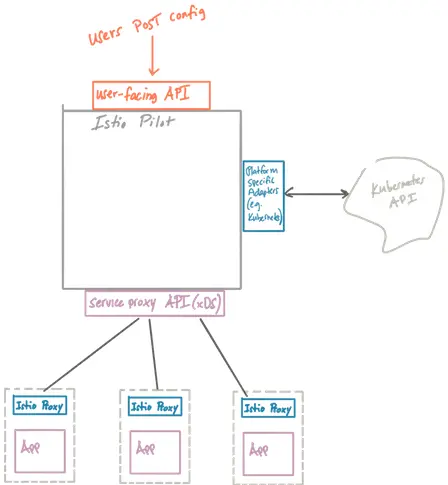 Users POST config
user-facing API
Istio Pilot
Platform
Specific
Adapters
(e.g.
Kubernetes)
Kubernetes
API
Service proxy API (xDS)
Istio Proxy
App
Istio Proxy
App
Istio Proxy
App